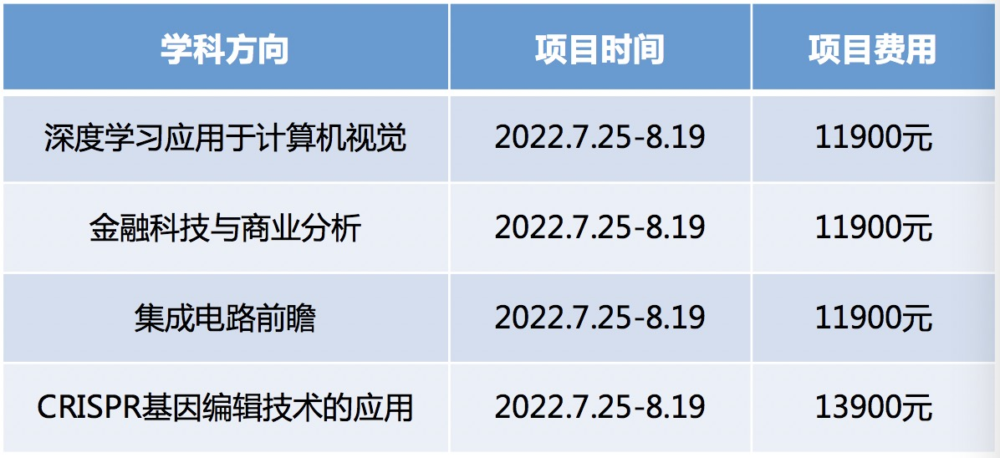 学科方向 项目时间 项目费用
深度学习应用于计算机视觉 2022.7.25-8.19 11900元
金融科技与商业分析 2022.7.25-8.19 11900元
集成电路前瞻 2022.7.25-8.19 11900元
CRISPR基因编辑技术的应用 2022.7.25-8.19 13900元